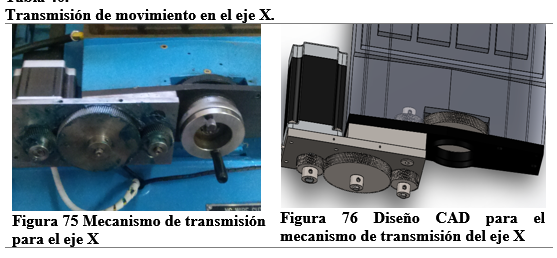 Tabla 46.
Transmisión de movimiento en el eje X.
Figura 75 Mecanismo de transmisión
para el eje X
Figura 76 Diseño CAD para el
mecanismo de transmisión del eje X